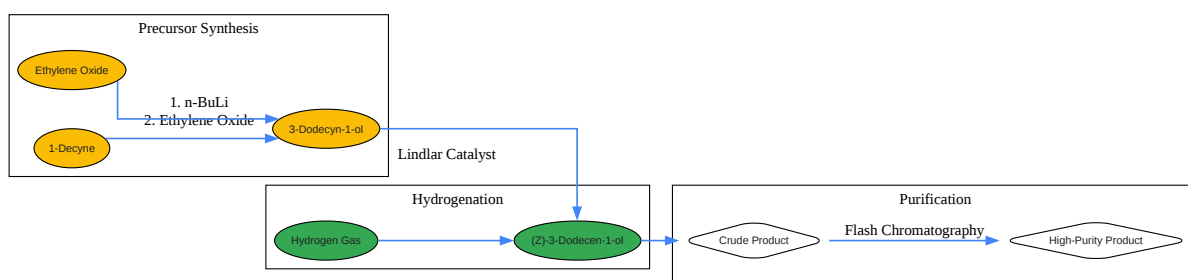 Precursor Synthesis
Ethylene Oxide
1. n-BuLi
2. Ethylene Oxide
3-Dodecyn-1-ol
1-Decyne
Lindlar Catalyst
Hydrogenation
Hydrogen Gas
(Z)-3-Dodecen-1-ol
Purification
Crude Product
Flash Chromatography
High-Purity Product